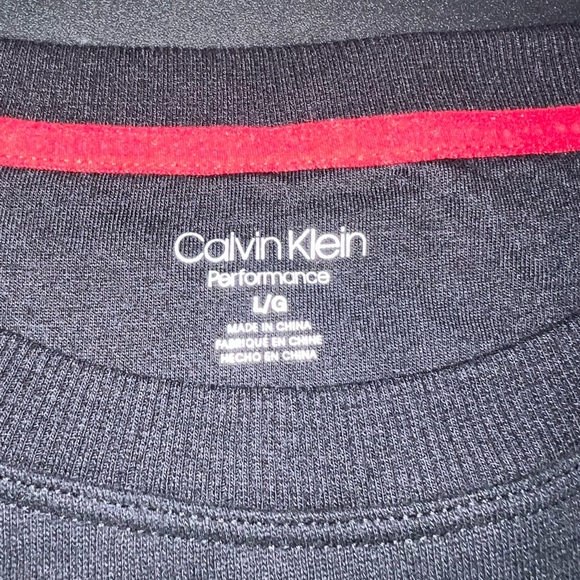 Calvin Klein
Performance
L/G
MADE IN CHINA
FABRIQUÉ EN CHINE
HECHO EN CHINA